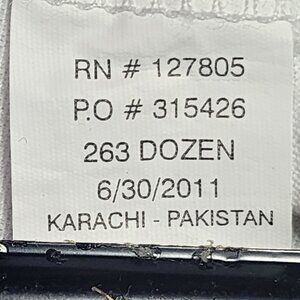 RN # 127805
P.O # 315426
263 DOZEN
6/30/2011
KARACHI - PAKISTAN